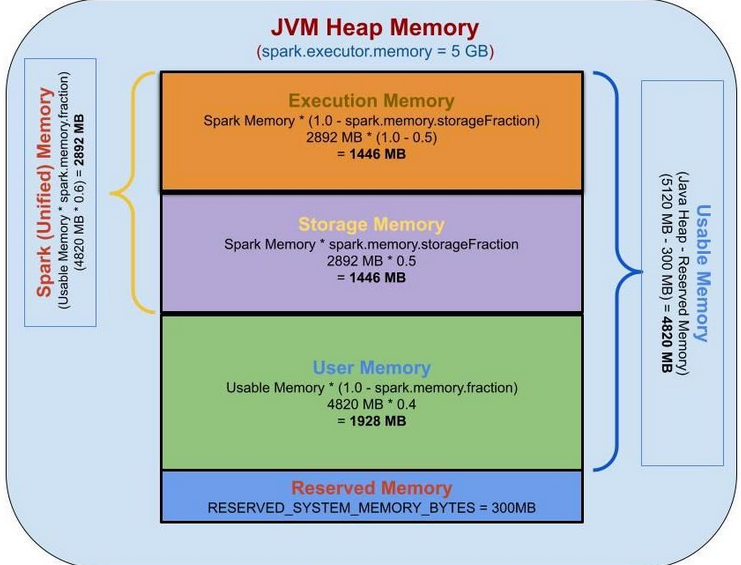 JVM Heap Memory
(spark.executor.memory = 5 GB)
Spark (Unified) Memory
(Usable Memory * spark.memory.fraction)
(4820 MB * 0.6) = 2892 MB
Execution Memory
Spark Memory * (1.0 - spark.memory.storageFraction)
2892 MB * (1.0 - 0.5)
= 1446 MB
Storage Memory
Spark Memory * spark.memory.storageFraction
2892 MB * 0.5
= 1446 MB
User Memory
Usable Memory * (1.0 - spark.memory.fraction)
4820 MB * 0.4
= 1928 MB
Reserved Memory
RESERVED_SYSTEM_MEMORY_BYTES = 300MB
Usable Memory
(Java Heap - Reserved Memory)
(5120 MB - 300 MB) = 4820 MB